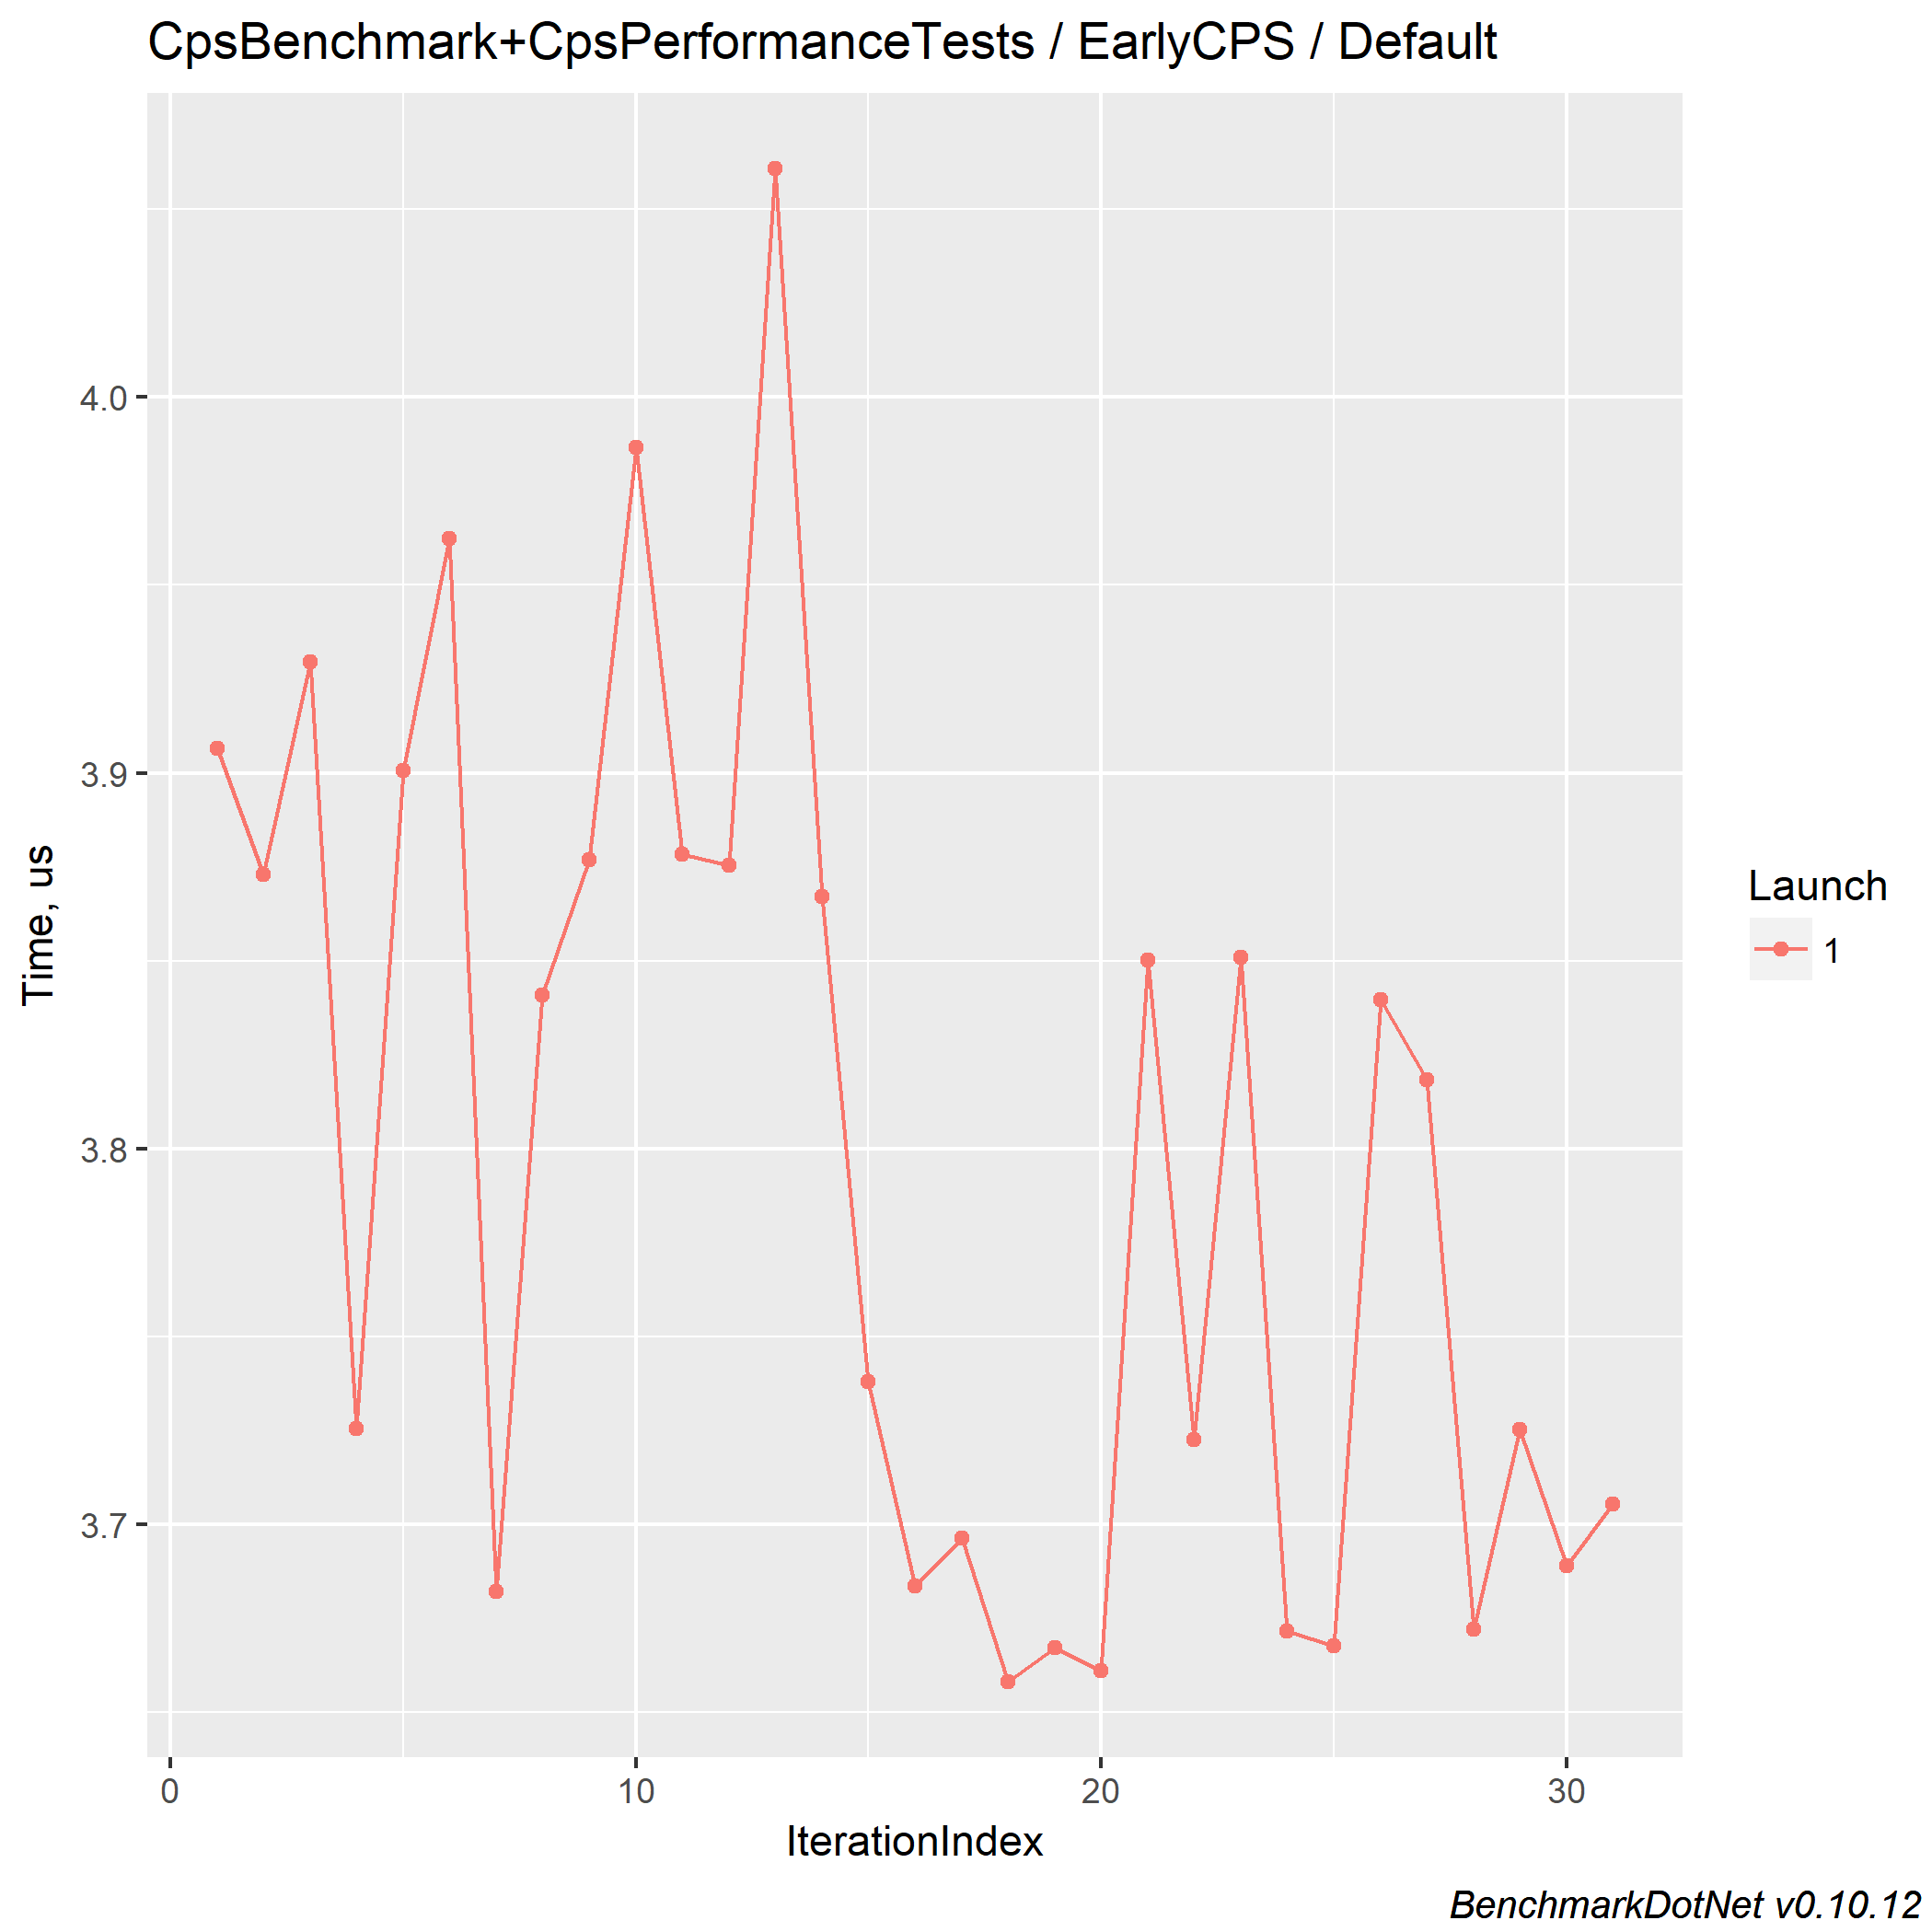 CpsBenchmark+CpsPerformanceTests / EarlyCPS / Default
4.0
3.9
3.8
3.7
Time, us
0 10 20 30
IterationIndex
Launch
1
BenchmarkDotNet v0.10.12